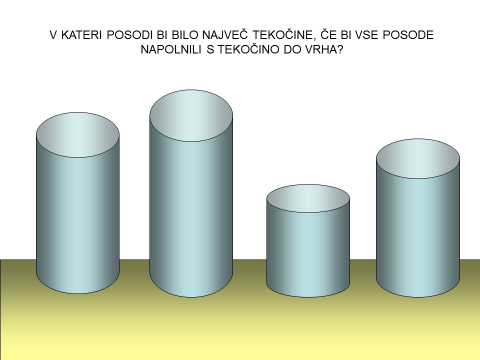 V KATERI POSODI BI BILO NAJVEČ TEKOČINE, ČE BI VSE POSODE
NAPOLNILI S TEKOČINO DO VRHA?